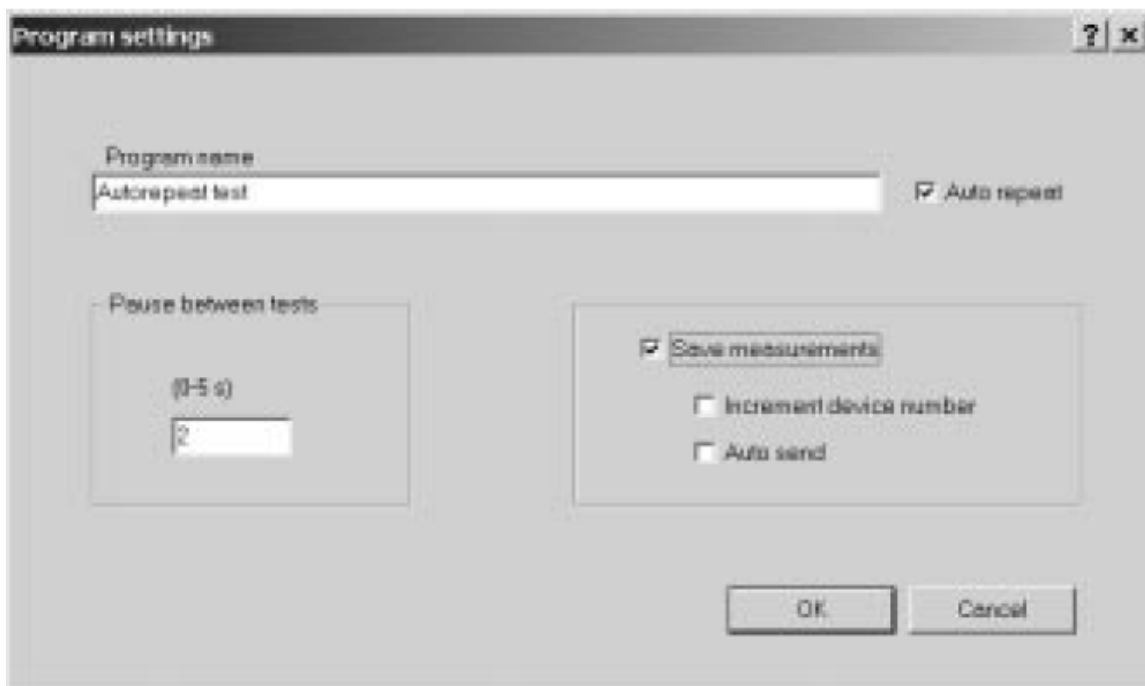 Program settings
Program name
Autorepeat test
Auto repeat
Pause between tests
(0-5 s)
2
Save measurements
Increment device number
Auto send
OK
Cancel